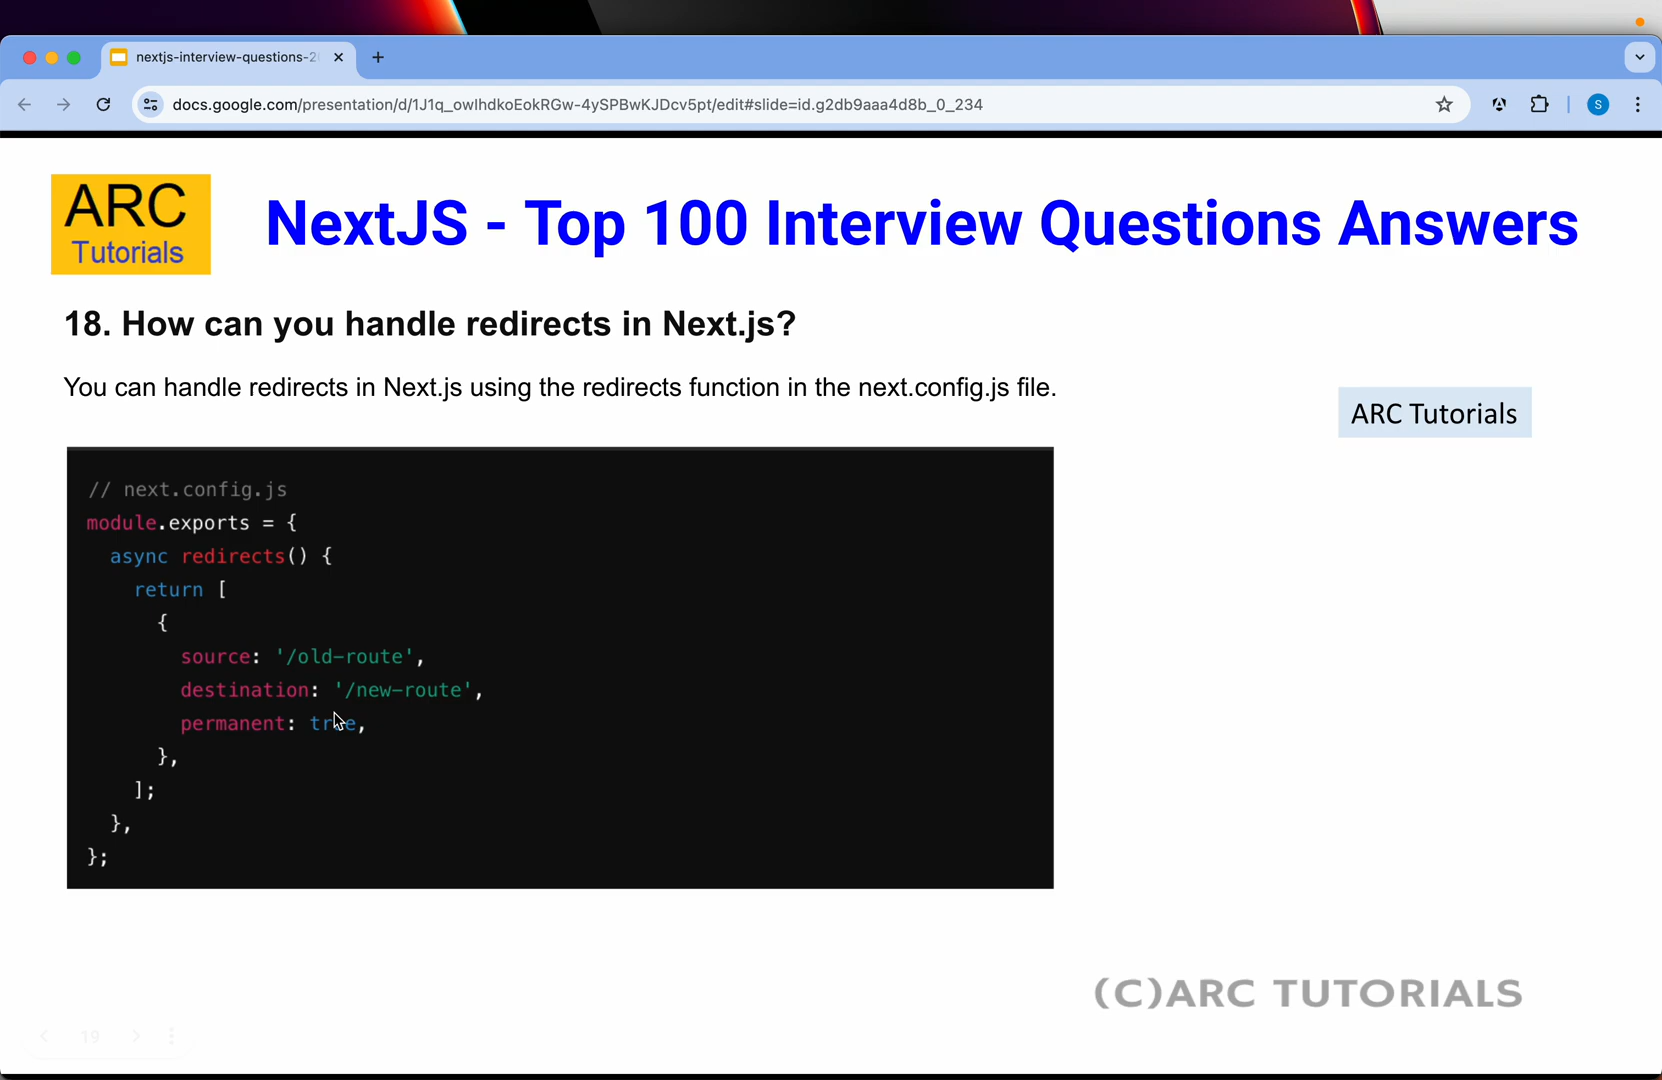 nextjs-interview-questions-2
docs.google.com/presentation/d/1J1q_owlhdkoEokRGw-4ySPBwKJDcv5pt/edit#slide=id.g2db9aaa4d8b_0_234
S
ARC
Tutorials
NextJS - Top 100 Interview Questions Answers
18. How can you handle redirects in Next.js?
You can handle redirects in Next.js using the redirects function in the next.config.js file.
ARC Tutorials
// next.config.js
module.exports = {
async redirects() {
return [
{
source: '/old-route',
destination: '/new-route',
permanent: true,
},
];
},
};
(C)ARC TUTORIALS
19